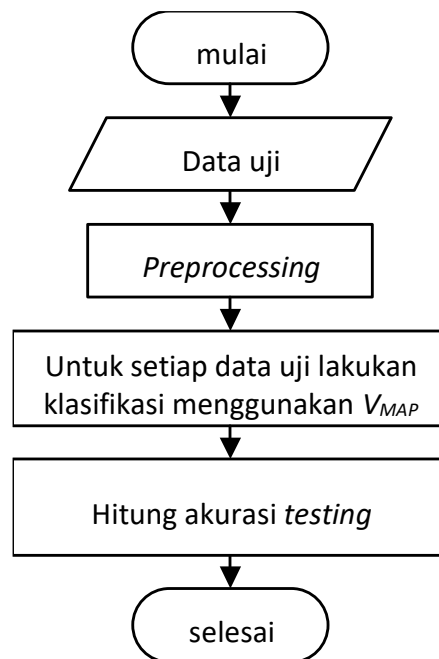 mulai
Data uji
Preprocessing
Untuk setiap data uji lakukan
klasifikasi menggunakan VMAP
Hitung akurasi testing
selesai